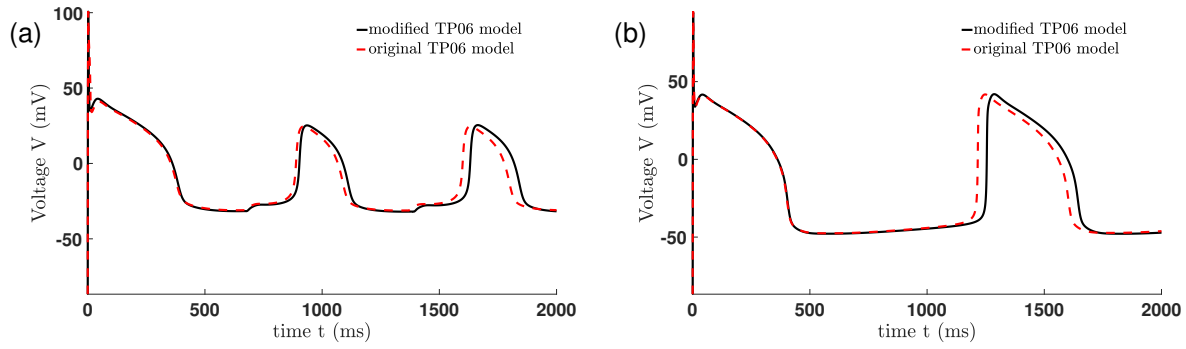 (a)
Voltage V (mV)
100
50
0
-50
modified TP06 model
original TP06 model
0 500 1000 1500 2000
time t (ms)
(b)
Voltage V (mV)
50
0
-50
modified TP06 model
original TP06 model
0 500 1000 1500 2000
time t (ms)